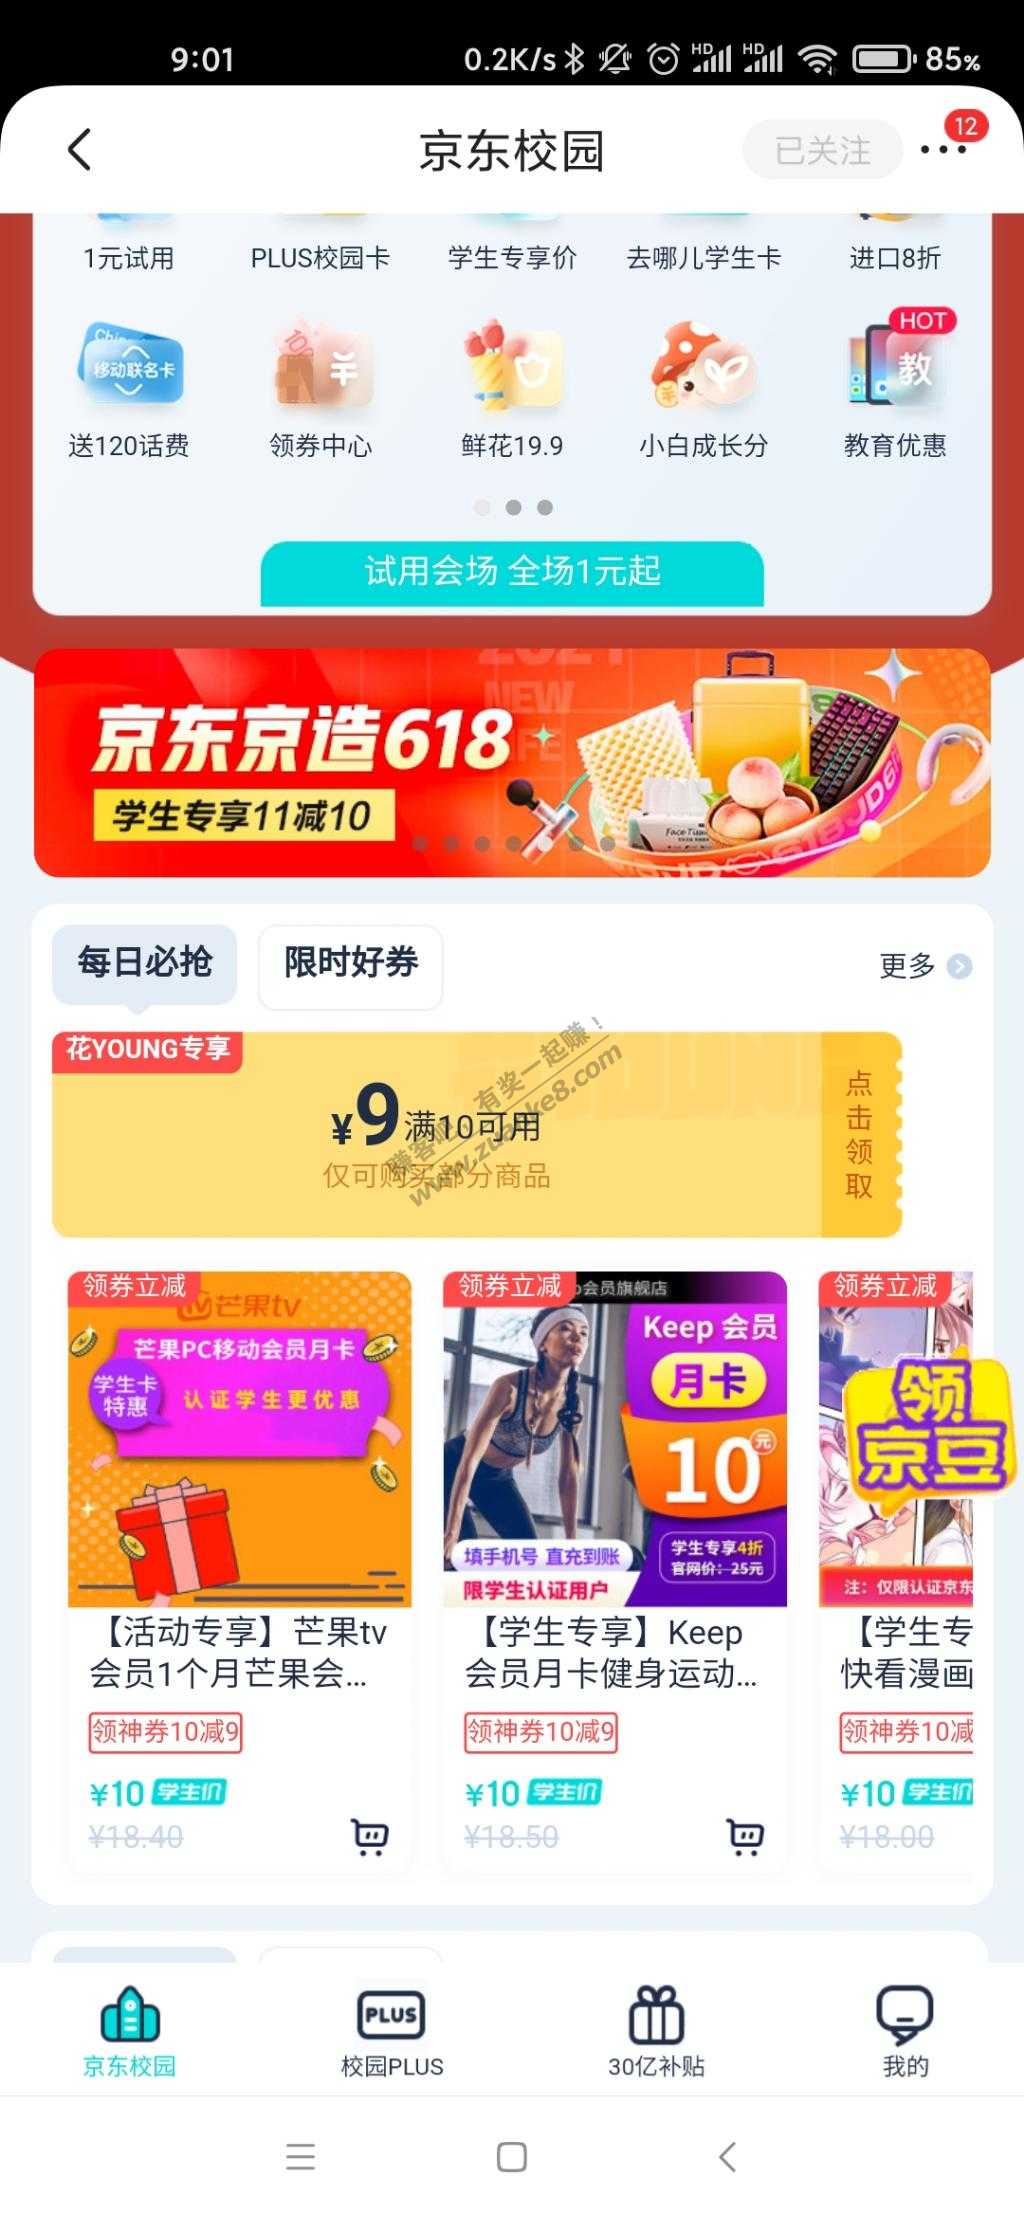 9:01
0.2K/s HD HD 85%
京东校园
已关注
12
1元试用 PLUS校园卡 学生专享价 去哪儿学生卡 进口8折
移动联名卡
HOT
教
送120话费 领券中心 鲜花19.9 小白成长分 教育优惠
试用会场 全场1元起
NEW
京东京造618
学生专享11减10
每日必抢 限时好券 更多
花YOUNG专享
¥9满10可用
仅可购买部分商品
点击领取
赚客吧，有奖一起赚！
www.zuanke8.com
领券立减
芒果tv
芒果PC移动会员月卡
学生卡
特惠
认证学生更优惠
领券立减
会员旗舰店
Keep 会员
月卡
10元
填手机号 直充到账
限学生认证用户
学生专享4折
官网价：25元
领券立减
注：仅限认证京东
领
京豆
【活动专享】芒果tv
会员1个月芒果会...
领神券10减9
¥10 学生价
¥18.40
【学生专享】Keep
会员月卡健身运动...
领神券10减9
¥10 学生价
¥18.50
【学生专
快看漫画
领神券10减
¥10 学生价
¥18.00
京东校园
PLUS
校园PLUS
30亿补贴
我的